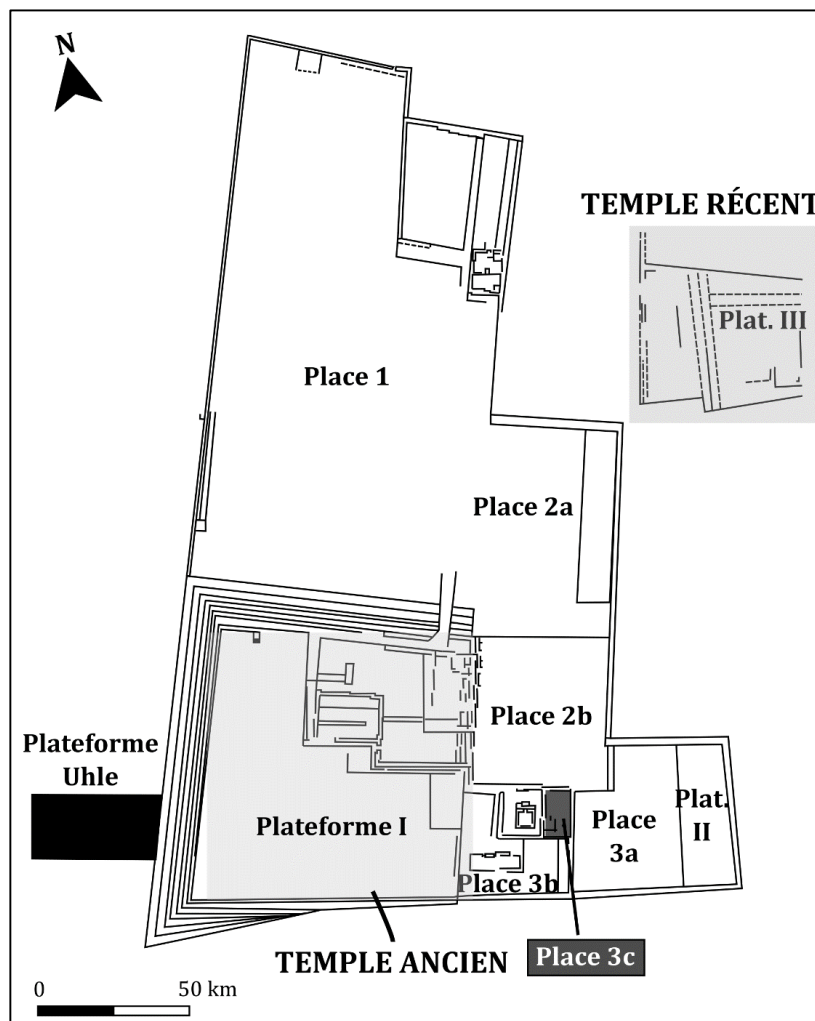 N
TEMPLE RÉCENT
Plat. III
Place 1
Place 2a
Place 2b
Plateforme
Uhle
Plateforme I
Place
3a
Plat.
II
Place 3b
TEMPLE ANCIEN
Place 3c
0 50 km